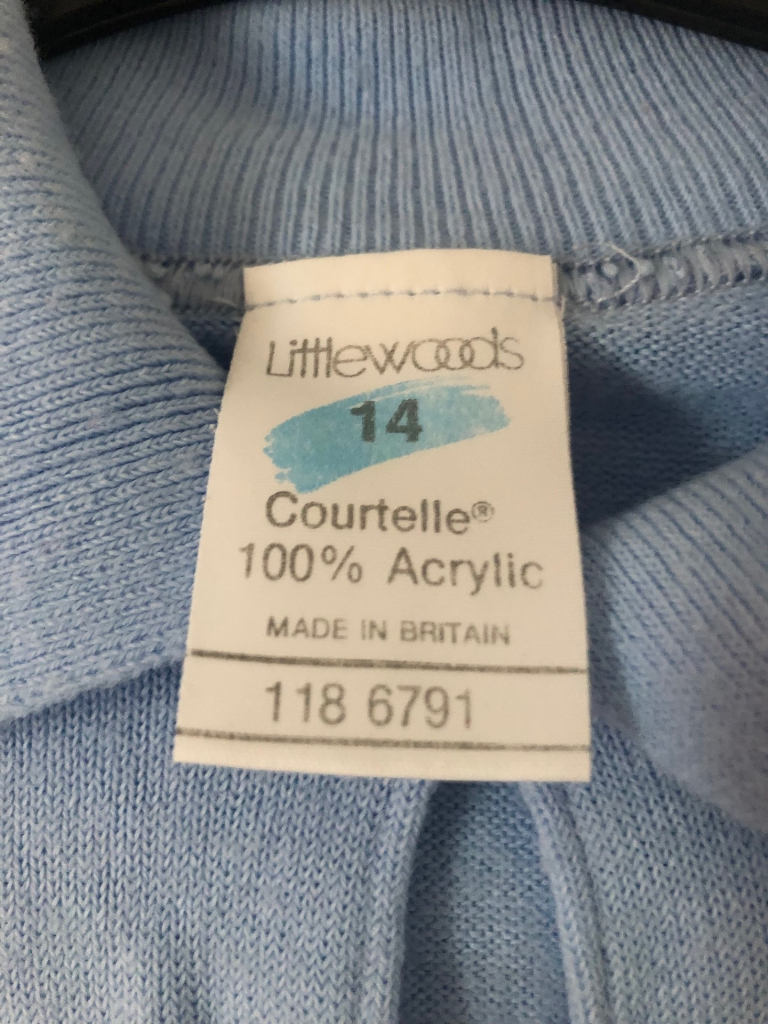 Littlewoods
14
Courtelle®
100% Acrylic
MADE IN BRITAIN
118 6791